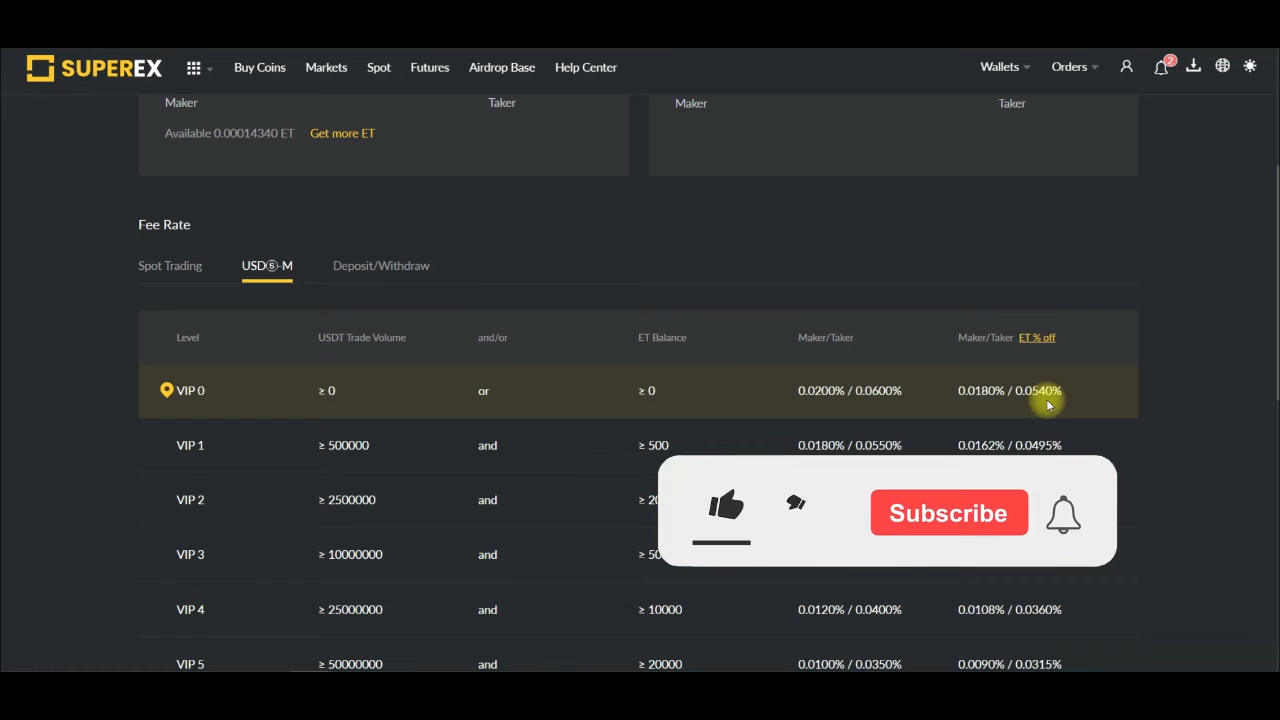 SUPEREX Buy Coins Markets Spot Futures Airdrop Base Help Center Wallets Orders 2
Maker Taker Maker Taker
Available 0.00014340 ET Get more ET
Fee Rate
Spot Trading USDⓈ-M Deposit/Withdraw
Level USDT Trade Volume and/or ET Balance Maker/Taker Maker/Taker ET % off
VIP 0 ≥ 0 or ≥ 0 0.0200% / 0.0600% 0.0180% / 0.0540%
VIP 1 ≥ 500000 and ≥ 500 0.0180% / 0.0550% 0.0162% / 0.0495%
VIP 2 ≥ 2500000 and
Subscribe
VIP 3 ≥ 10000000 and
VIP 4 ≥ 25000000 and ≥ 10000 0.0120% / 0.0400% 0.0108% / 0.0360%
VIP 5 ≥ 50000000 and ≥ 20000 0.0100% / 0.0350% 0.0090% / 0.0315%